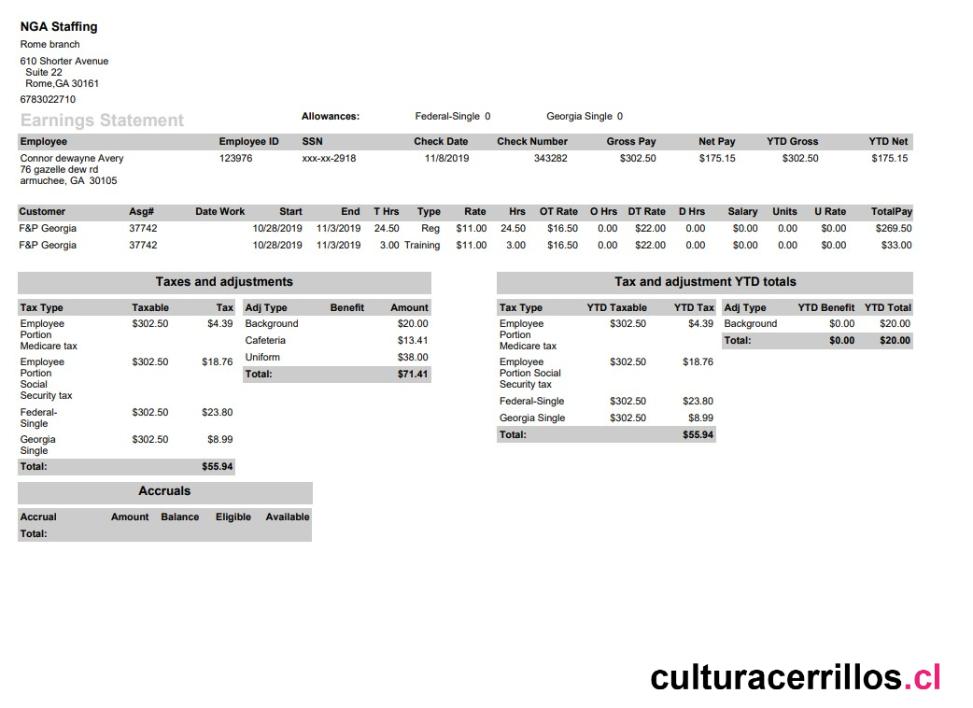 NGA Staffing
Rome branch
610 Shorter Avenue
Suite 22
Rome,GA 30161
6783022710
Earnings Statement
Allowances: Federal-Single 0 Georgia Single 0
Employee Employee ID SSN Check Date Check Number Gross Pay Net Pay YTD Gross YTD Net
Connor dewayne Avery 123976 xxx-xx-2918 11/8/2019 343282 $302.50 $175.15 $302.50 $175.15
76 gazelle dew rd
armuchee, GA 30105
Customer Asg# Date Work Start End T Hrs Type Rate Hrs OT Rate O Hrs DT Rate D Hrs Salary Units U Rate TotalPay
F&P Georgia 37742 10/28/2019 11/3/2019 24.50 Reg $11.00 24.50 $16.50 0.00 $22.00 0.00 $0.00 0.00 $0.00 $269.50
F&P Georgia 37742 10/28/2019 11/3/2019 3.00 Training $11.00 3.00 $16.50 0.00 $22.00 0.00 $0.00 0.00 $0.00 $33.00
Taxes and adjustments
Tax Type Taxable Tax
Employee $302.50 $4.39
Portion
Medicare tax
Employee $302.50 $18.76
Portion
Social
Security tax
Federal- $302.50 $23.80
Single
Georgia $302.50 $8.99
Single
Total: $55.94
Adj Type Benefit Amount
Background $20.00
Cafeteria $13.41
Uniform $38.00
Total: $71.41
Tax and adjustment YTD totals
Tax Type YTD Taxable YTD Tax
Employee $302.50 $4.39
Portion
Medicare tax
Employee $302.50 $18.76
Portion Social
Security tax
Federal-Single $302.50 $23.80
Georgia Single $302.50 $8.99
Total: $55.94
Adj Type YTD Benefit YTD Total
Background $0.00 $20.00
Total: $0.00 $20.00
Accruals
Accrual Amount Balance Eligible Available
Total:
culturacerrillos.cl